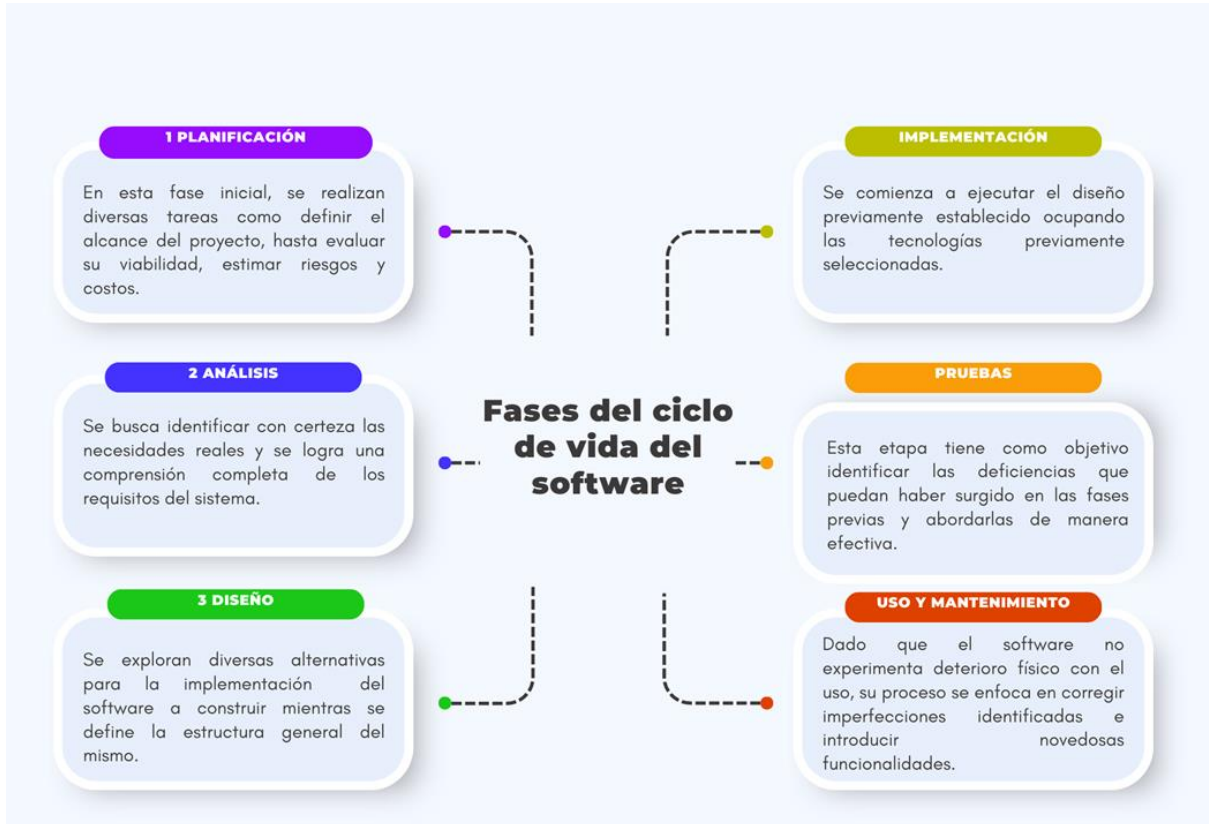 1 PLANIFICACIÓN
En esta fase inicial, se realizan
diversas tareas como definir el
alcance del proyecto, hasta evaluar
su viabilidad, estimar riesgos y
costos.
2 ANÁLISIS
Se busca identificar con certeza las
necesidades reales y se logra una
comprensión completa de los
requisitos del sistema.
3 DISEÑO
Se exploran diversas alternativas
para la implementación del
software a construir mientras se
define la estructura general del
mismo.
Fases del ciclo
de vida del
software
IMPLEMENTACIÓN
Se comienza a ejecutar el diseño
previamente establecido ocupando
las tecnologías previamente
seleccionadas.
PRUEBAS
Esta etapa tiene como objetivo
identificar las deficiencias que
puedan haber surgido en las fases
previas y abordarlas de manera
efectiva.
USO Y MANTENIMIENTO
Dado que el software no
experimenta deterioro físico con el
uso, su proceso se enfoca en corregir
imperfecciones identificadas e
introducir novedosas
funcionalidades.